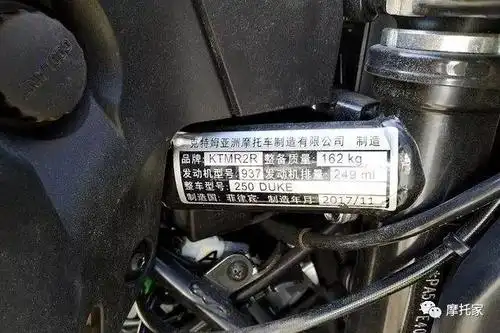 克特姆亚洲摩托车制造有限公司 制造
品牌: KTMR2R 整备质量: 162 kg
发动机型号: 937 发动机排量: 249 ml
整车型号: 250 DUKE
制造国: 菲律宾 制造年月 2017/11
摩托家